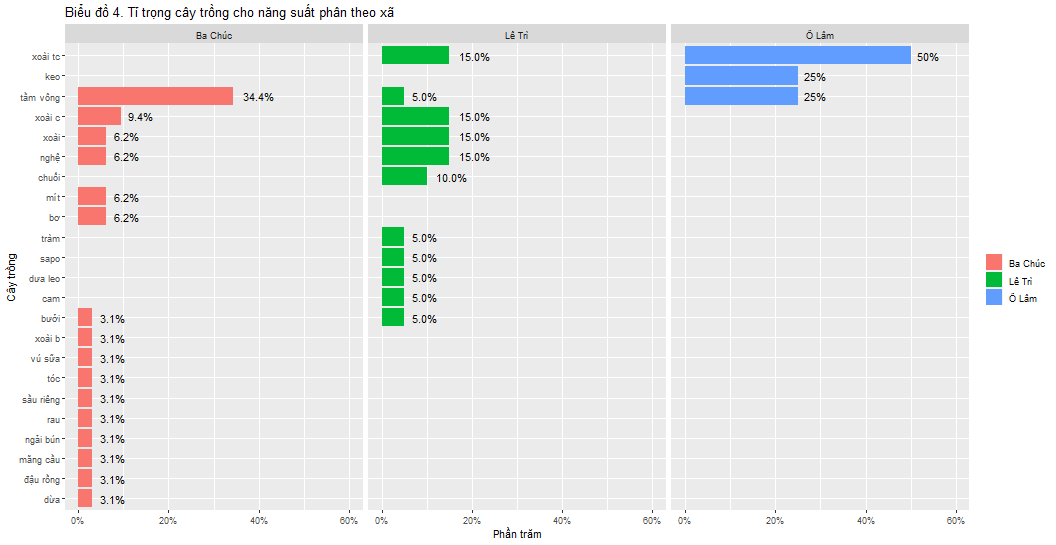 Biểu đồ 4. Tỉ trọng cây trồng cho năng suất phân theo xã
Ba Chúc
Lê Trì
Ô Lâm
Cây trồng
xoài tc
15.0%
50%
keo
25%
tầm vông
34.4%
5.0%
25%
xoài c
9.4%
15.0%
xoài
6.2%
15.0%
nghệ
6.2%
15.0%
chuối
10.0%
mít
6.2%
bơ
6.2%
tràm
5.0%
sapo
5.0%
dưa leo
5.0%
cam
5.0%
bưởi
3.1%
5.0%
xoài b
3.1%
vú sữa
3.1%
tóc
3.1%
sầu riêng
3.1%
rau
3.1%
ngãi bún
3.1%
mãng cầu
3.1%
đậu rồng
3.1%
dừa
3.1%
0% 20% 40% 60%
0% 20% 40% 60%
0% 20% 40% 60%
Phần trăm
Ba Chúc
Lê Trì
Ô Lâm